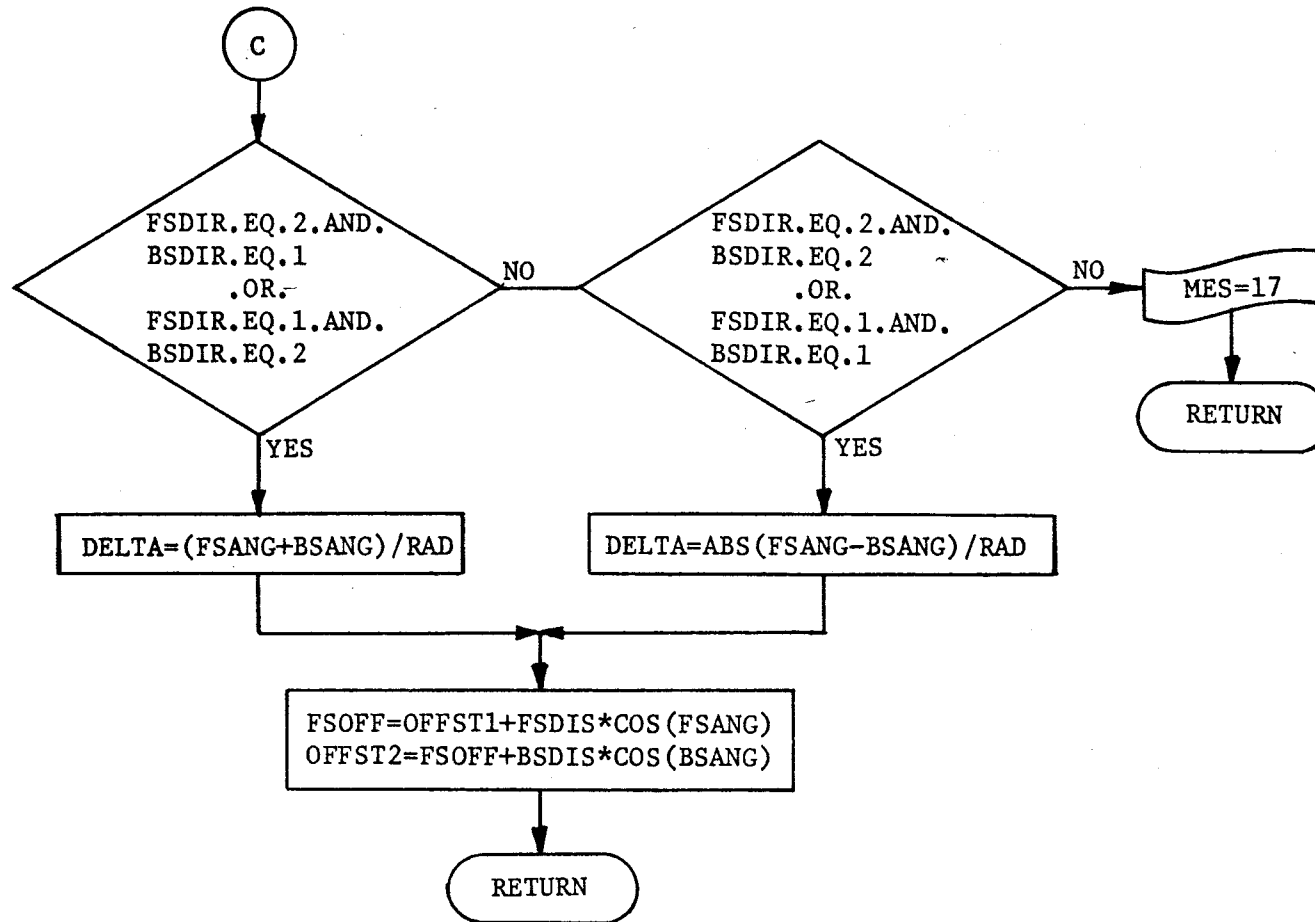 C
FSDIR.EQ.2.AND.
BSDIR.EQ.1
.OR.
FSDIR.EQ.1.AND.
BSDIR.EQ.2
NO
YES
FSDIR.EQ.2.AND.
BSDIR.EQ.2
.OR.
FSDIR.EQ.1.AND.
BSDIR.EQ.1
NO
YES
MES=17
RETURN
DELTA=(FSANG+BSANG)/RAD
DELTA=ABS(FSANG-BSANG)/RAD
FSOFF=OFFST1+FSDIS*COS(FSANG)
OFFST2=FSOFF+BSDIS*COS(BSANG)
RETURN